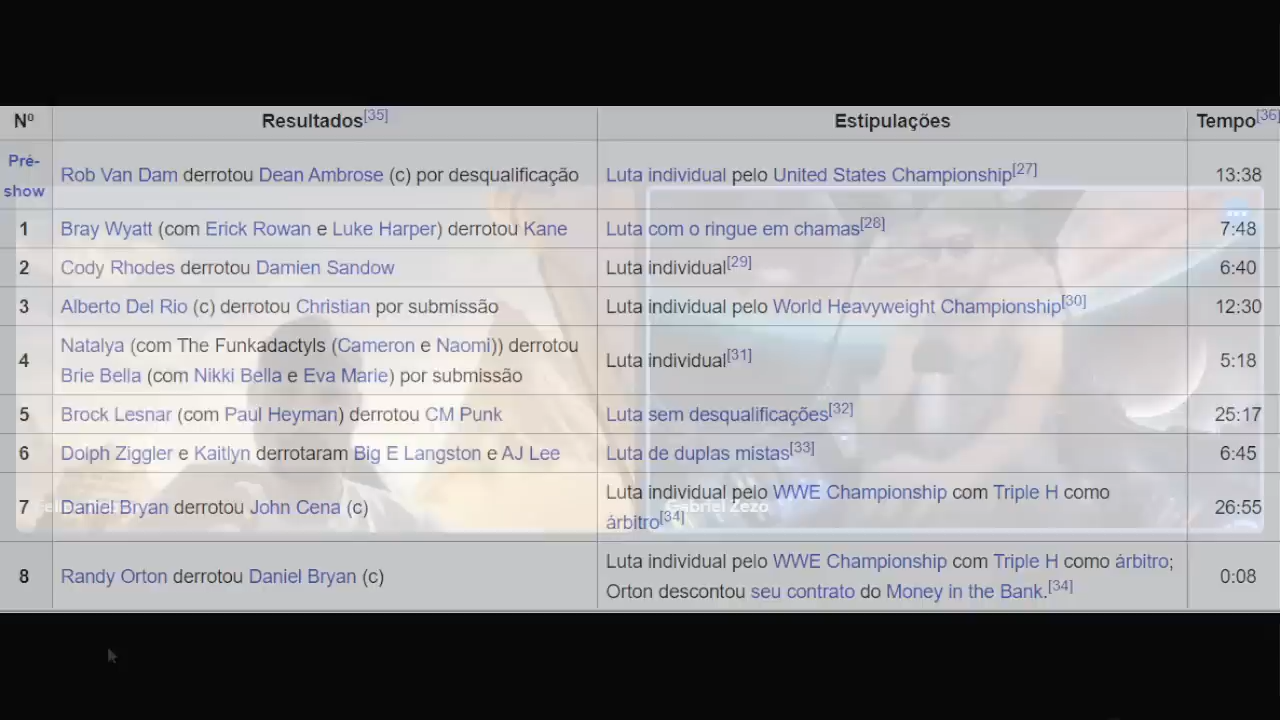 Nº Resultados[35] Estipulações Tempo[36]
Pré-
show
Rob Van Dam derrotou Dean Ambrose (c) por desqualificação
Luta individual pelo United States Championship[27]
13:38
1
Bray Wyatt (com Erick Rowan e Luke Harper) derrotou Kane
Luta com o ringue em chamas[28]
7:48
2
Cody Rhodes derrotou Damien Sandow
Luta individual[29]
6:40
3
Alberto Del Rio (c) derrotou Christian por submissão
Luta individual pelo World Heavyweight Championship[30]
12:30
4
Natalya (com The Funkadactyls (Cameron e Naomi)) derrotou
Brie Bella (com Nikki Bella e Eva Marie) por submissão
Luta individual[31]
5:18
5
Brock Lesnar (com Paul Heyman) derrotou CM Punk
Luta sem desqualificações[32]
25:17
6
Dolph Ziggler e Kaitlyn derrotaram Big E Langston e AJ Lee
Luta de duplas mistas[33]
6:45
7
Daniel Bryan derrotou John Cena (c)
Luta individual pelo WWE Championship com Triple H como
árbitro[34]
26:55
Gabriel Zezo
8
Randy Orton derrotou Daniel Bryan (c)
Luta individual pelo WWE Championship com Triple H como árbitro;
Orton descontou seu contrato do Money in the Bank.[34]
0:08